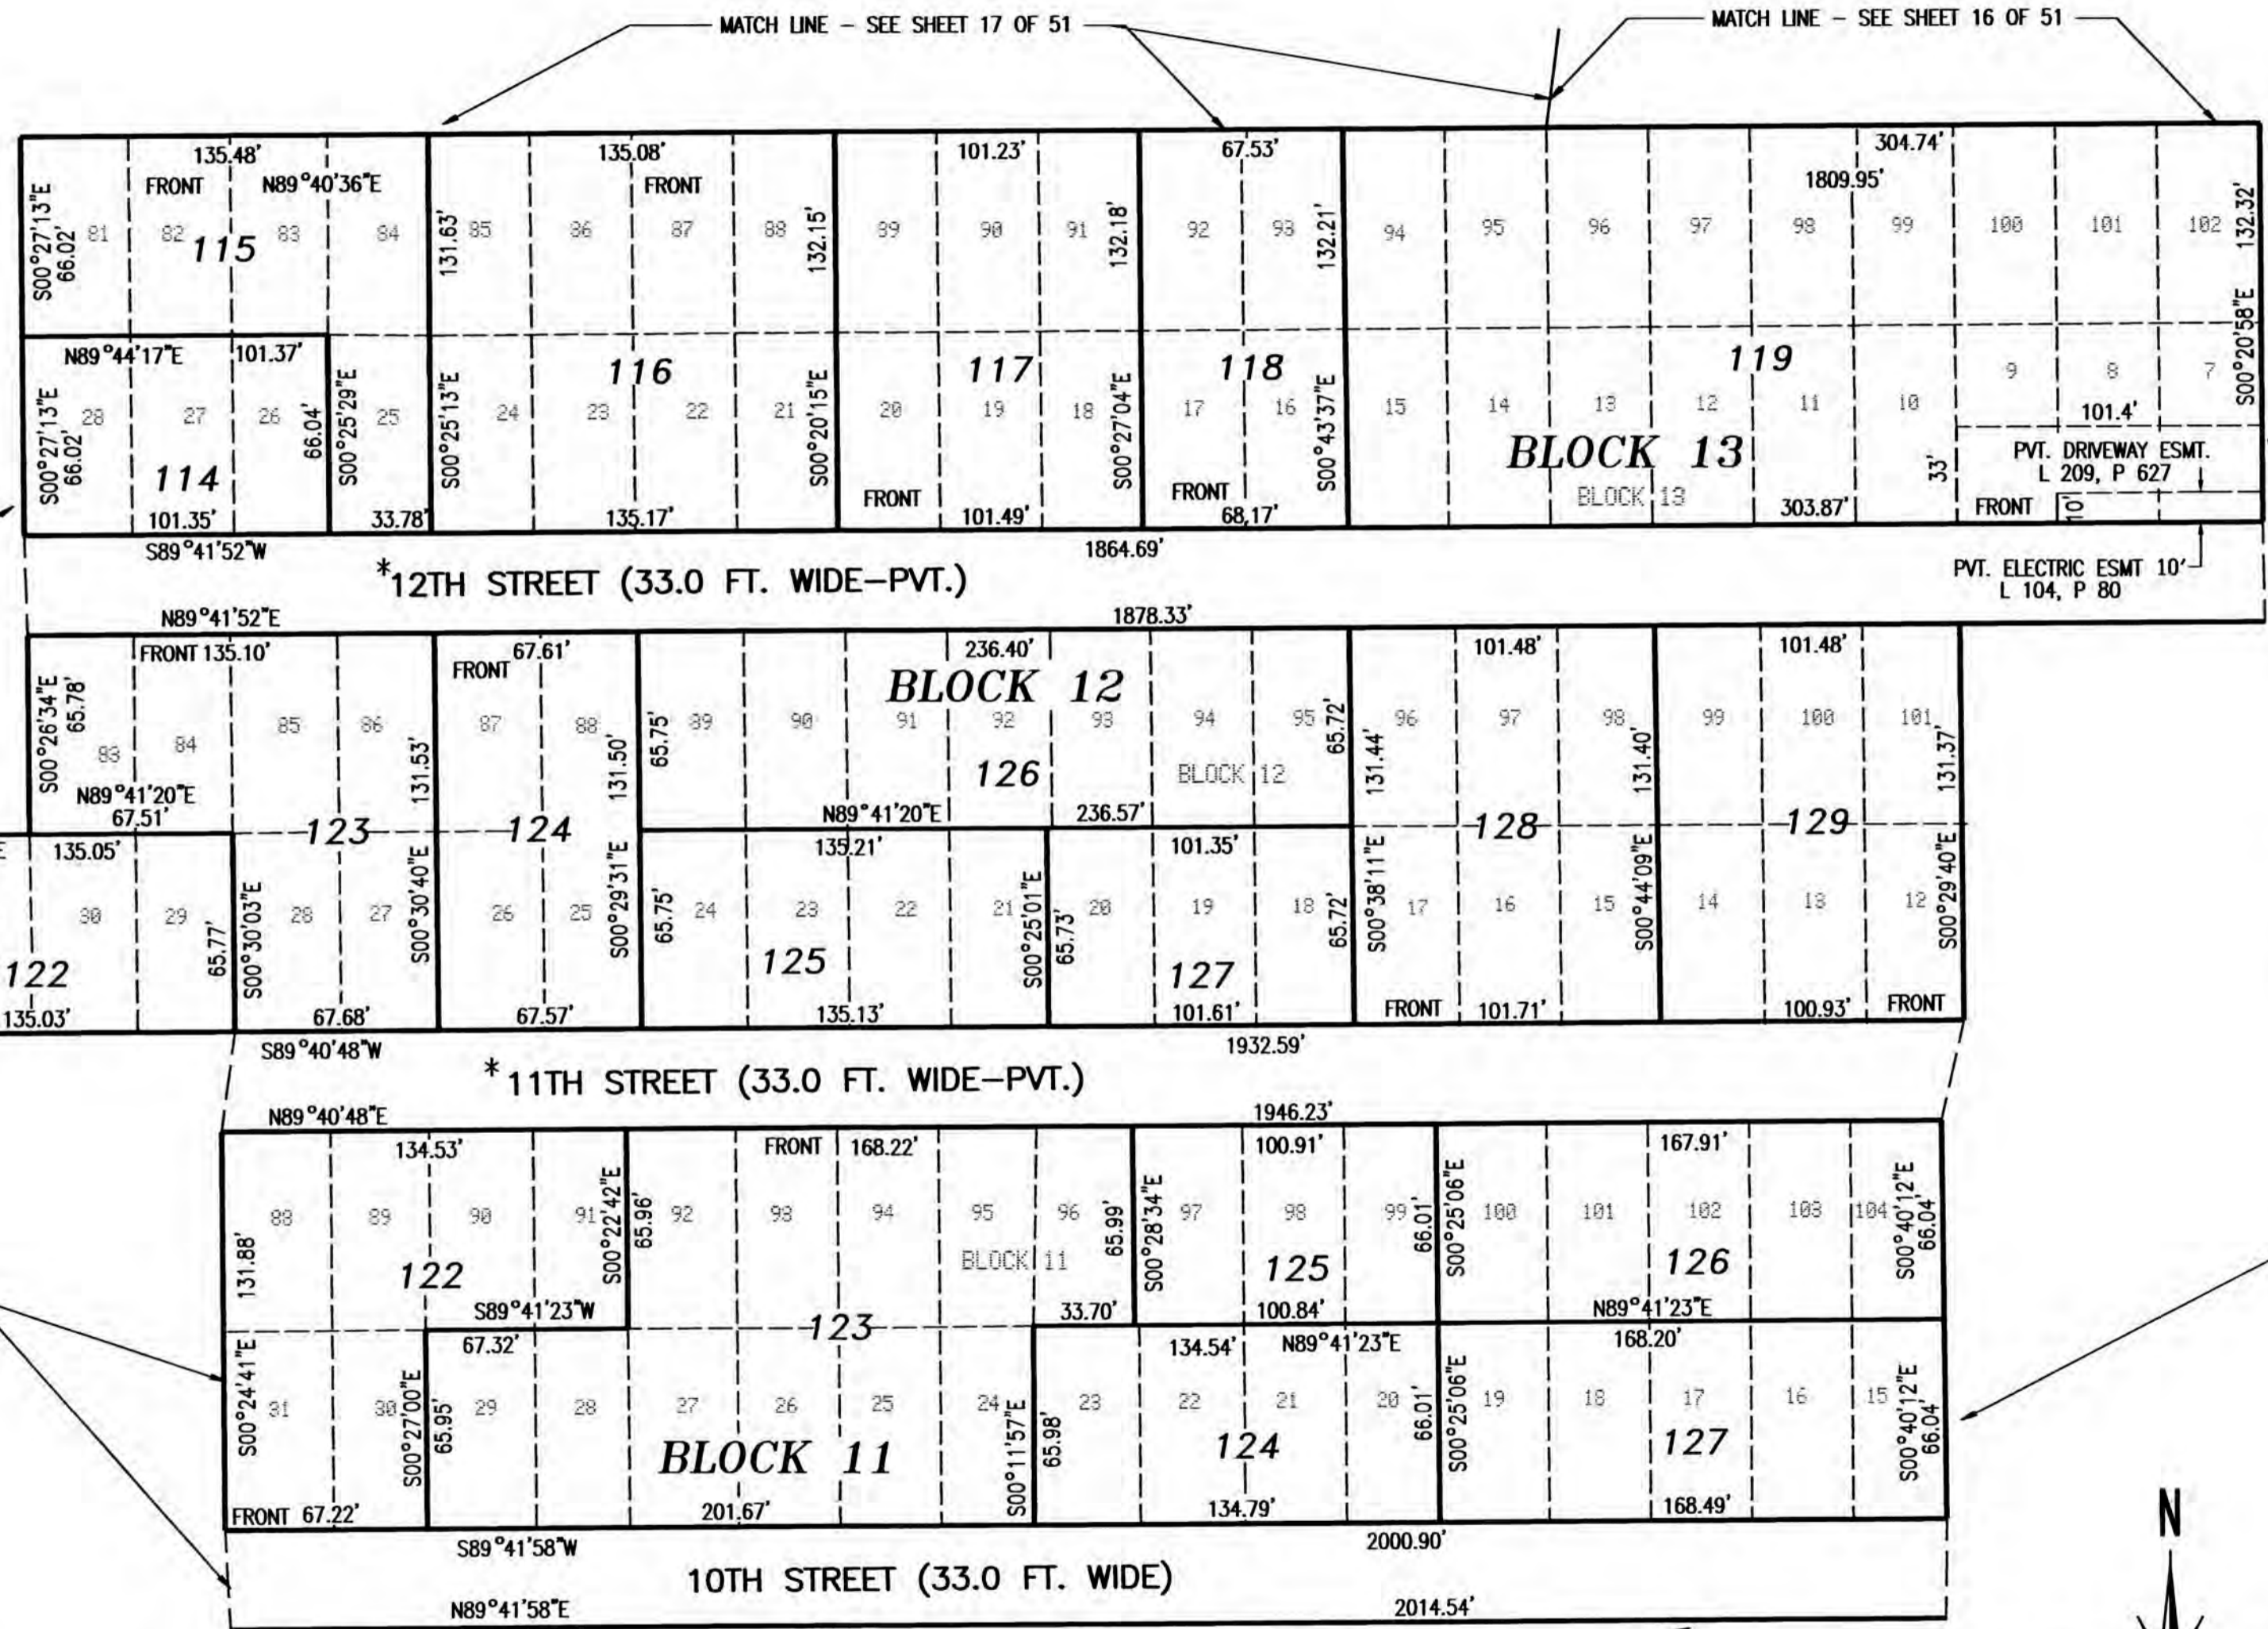 MATCH LINE – SEE SHEET 17 OF 51
MATCH LINE – SEE SHEET 16 OF 51
135.48'
135.08'
101.23'
67.53'
304.74'
FRONT N89°40'36"E
FRONT
1809.95'
S00°27'13"E
66.02'
81 82 83 84 85 86 87 88 89 90 91 92 93 94 95 96 97 98 99 100 101 102
131.63'
132.15'
132.18'
132.21'
132.32'
115
N89°44'17"E 101.37'
116
117
118
119
S00°20'58"E
S00°27'13"E
66.02'
28 27 26 25 24 23 22 21 20 19 18 17 16 15 14 13 12 11 10 9 8 7
66.04'
S00°25'29"E
S00°25'13"E
S00°20'15"E
S00°27'04"E
S00°43'37"E
101.4'
BLOCK 13
BLOCK 13
PVT. DRIVEWAY ESMT.
L 209, P 627
33'
114
FRONT
FRONT
FRONT
10'
101.35'
33.78'
135.17'
101.49'
68.17'
303.87'
S89°41'52"W
1864.69'
*12TH STREET (33.0 FT. WIDE–PVT.)
PVT. ELECTRIC ESMT 10'
L 104, P 80
N89°41'52"E
1878.33'
FRONT 135.10'
67.61'
FRONT
236.40'
101.48'
101.48'
BLOCK 12
S00°26'34"E
65.78'
83 84 85 86 87 88 89 90 91 92 93 94 95 96 97 98 99 100 101
131.53'
131.50'
65.75'
65.72'
131.44'
131.40'
131.37'
126
BLOCK 12
N89°41'20"E
67.51'
N89°41'20"E 236.57'
123
124
128
129
E
135.05'
135.21'
101.35'
30 29 28 27 26 25 24 23 22 21 20 19 18 17 16 15 14 13 12
65.77'
S00°30'03"E
S00°30'40"E
S00°29'31"E
65.75'
S00°25'01"E
65.73'
65.72'
S00°38'11"E
S00°44'09"E
S00°29'40"E
122
125
127
135.03'
67.68'
67.57'
135.13'
101.61'
FRONT 101.71'
100.93' FRONT
S89°40'48"W
1932.59'
*11TH STREET (33.0 FT. WIDE–PVT.)
N89°40'48"E
1946.23'
134.53'
FRONT 168.22'
100.91'
167.91'
88 89 90 91 92 93 94 95 96 97 98 99 100 101 102 103 104
131.88'
S00°22'42"E
65.96'
65.99'
S00°28'34"E
66.01'
S00°25'06"E
S00°40'12"E
66.04'
122
BLOCK 11
125
126
S89°41'23"W
33.70'
100.84'
N89°41'23"E
123
67.32'
134.54' N89°41'23"E
168.20'
31 30 29 28 27 26 25 24 23 22 21 20 19 18 17 16 15
S00°24'41"E
S00°27'00"E
65.95'
S00°11'57"E
65.98'
66.01'
S00°25'06"E
S00°40'12"E
66.04'
BLOCK 11
124
127
FRONT 67.22'
201.67'
134.79'
168.49'
S89°41'58"W
2000.90'
10TH STREET (33.0 FT. WIDE)
N89°41'58"E
2014.54'
N